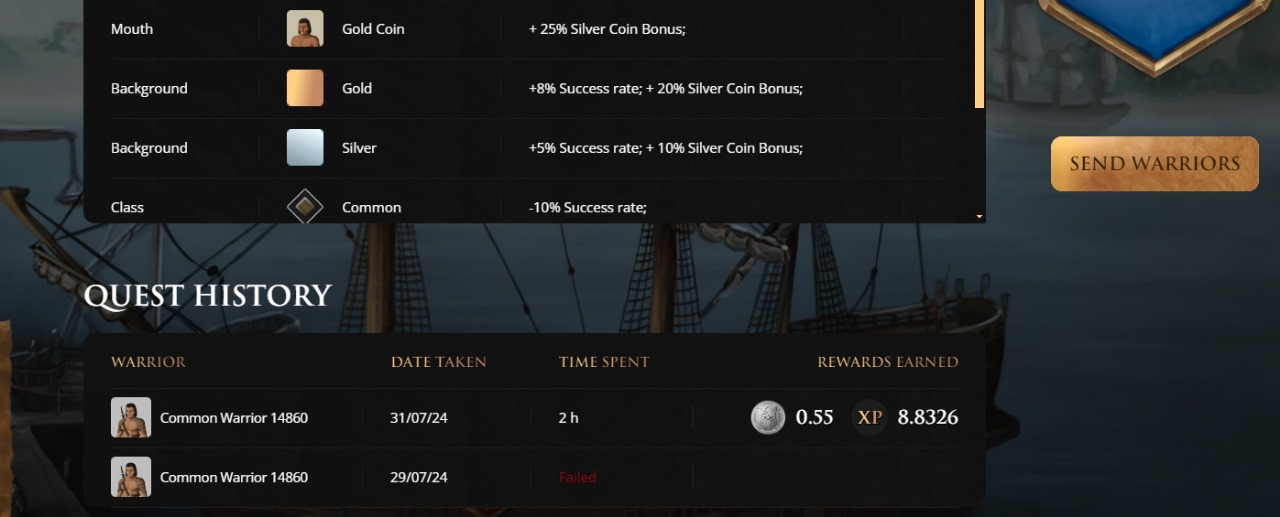 Mouth Gold Coin + 25% Silver Coin Bonus;
Background Gold +8% Success rate; + 20% Silver Coin Bonus;
Background Silver +5% Success rate; + 10% Silver Coin Bonus;
SEND WARRIORS
Class Common -10% Success rate;
QUEST HISTORY
WARRIOR DATE TAKEN TIME SPENT REWARDS EARNED
Common Warrior 14860 31/07/24 2 h 0.55 XP 8.8326
Common Warrior 14860 29/07/24 Failed